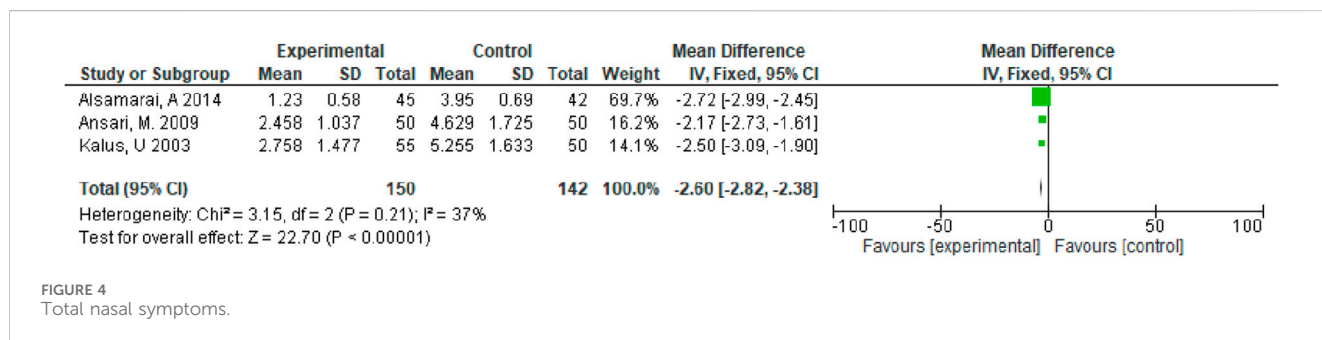 Experimental Control Mean Difference Mean Difference
Study or Subgroup Mean SD Total Mean SD Total Weight IV, Fixed, 95% CI IV, Fixed, 95% CI
Alsamarai, A 2014 1.23 0.58 45 3.95 0.69 42 69.7% -2.72 [-2.99, -2.45]
Ansari, M. 2009 2.458 1.037 50 4.629 1.725 50 16.2% -2.17 [-2.73, -1.61]
Kalus, U 2003 2.758 1.477 55 5.255 1.633 50 14.1% -2.50 [-3.09, -1.90]
Total (95% CI) 150 142 100.0% -2.60 [-2.82, -2.38]
Heterogeneity: Chi² = 3.15, df = 2 (P = 0.21); I² = 37%
Test for overall effect: Z = 22.70 (P < 0.00001)
-100 -50 0 50 100
Favours [experimental] Favours [control]
FIGURE 4
Total nasal symptoms.